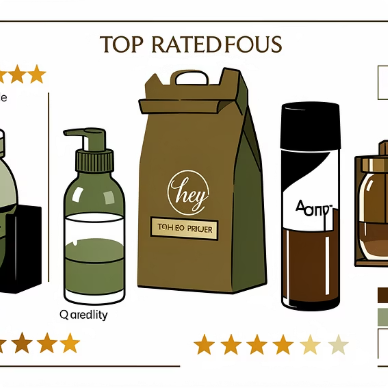 TOP RATEDFOUS
e
hey
TOH EO PRIJER
Aonp
Qaredlity